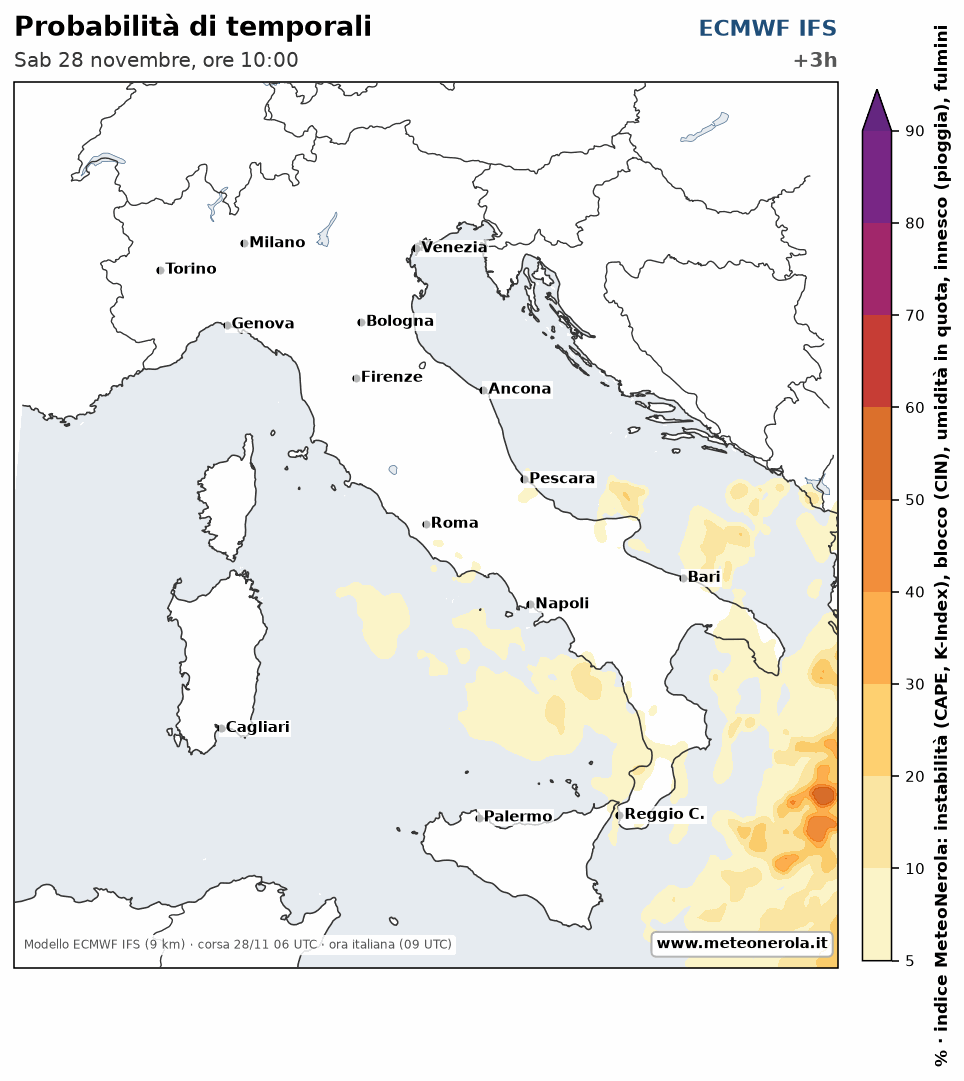 Probabilità di temporali
ECMWF IFS
Sab 28 novembre, ore 10:00
+3h
Milano
Venezia
Torino
Genova
Bologna
Firenze
Ancona
Pescara
Roma
Bari
Napoli
Cagliari
Palermo
Reggio C.
Modello ECMWF IFS (9 km) · corsa 28/11 06 UTC · ora italiana (09 UTC)
www.meteonerola.it
90
80
70
60
50
40
30
20
10
5
% · indice MeteoNerola: instabilità (CAPE, K-Index), blocco (CIN), umidità in quota, innesco (pioggia), fulmini